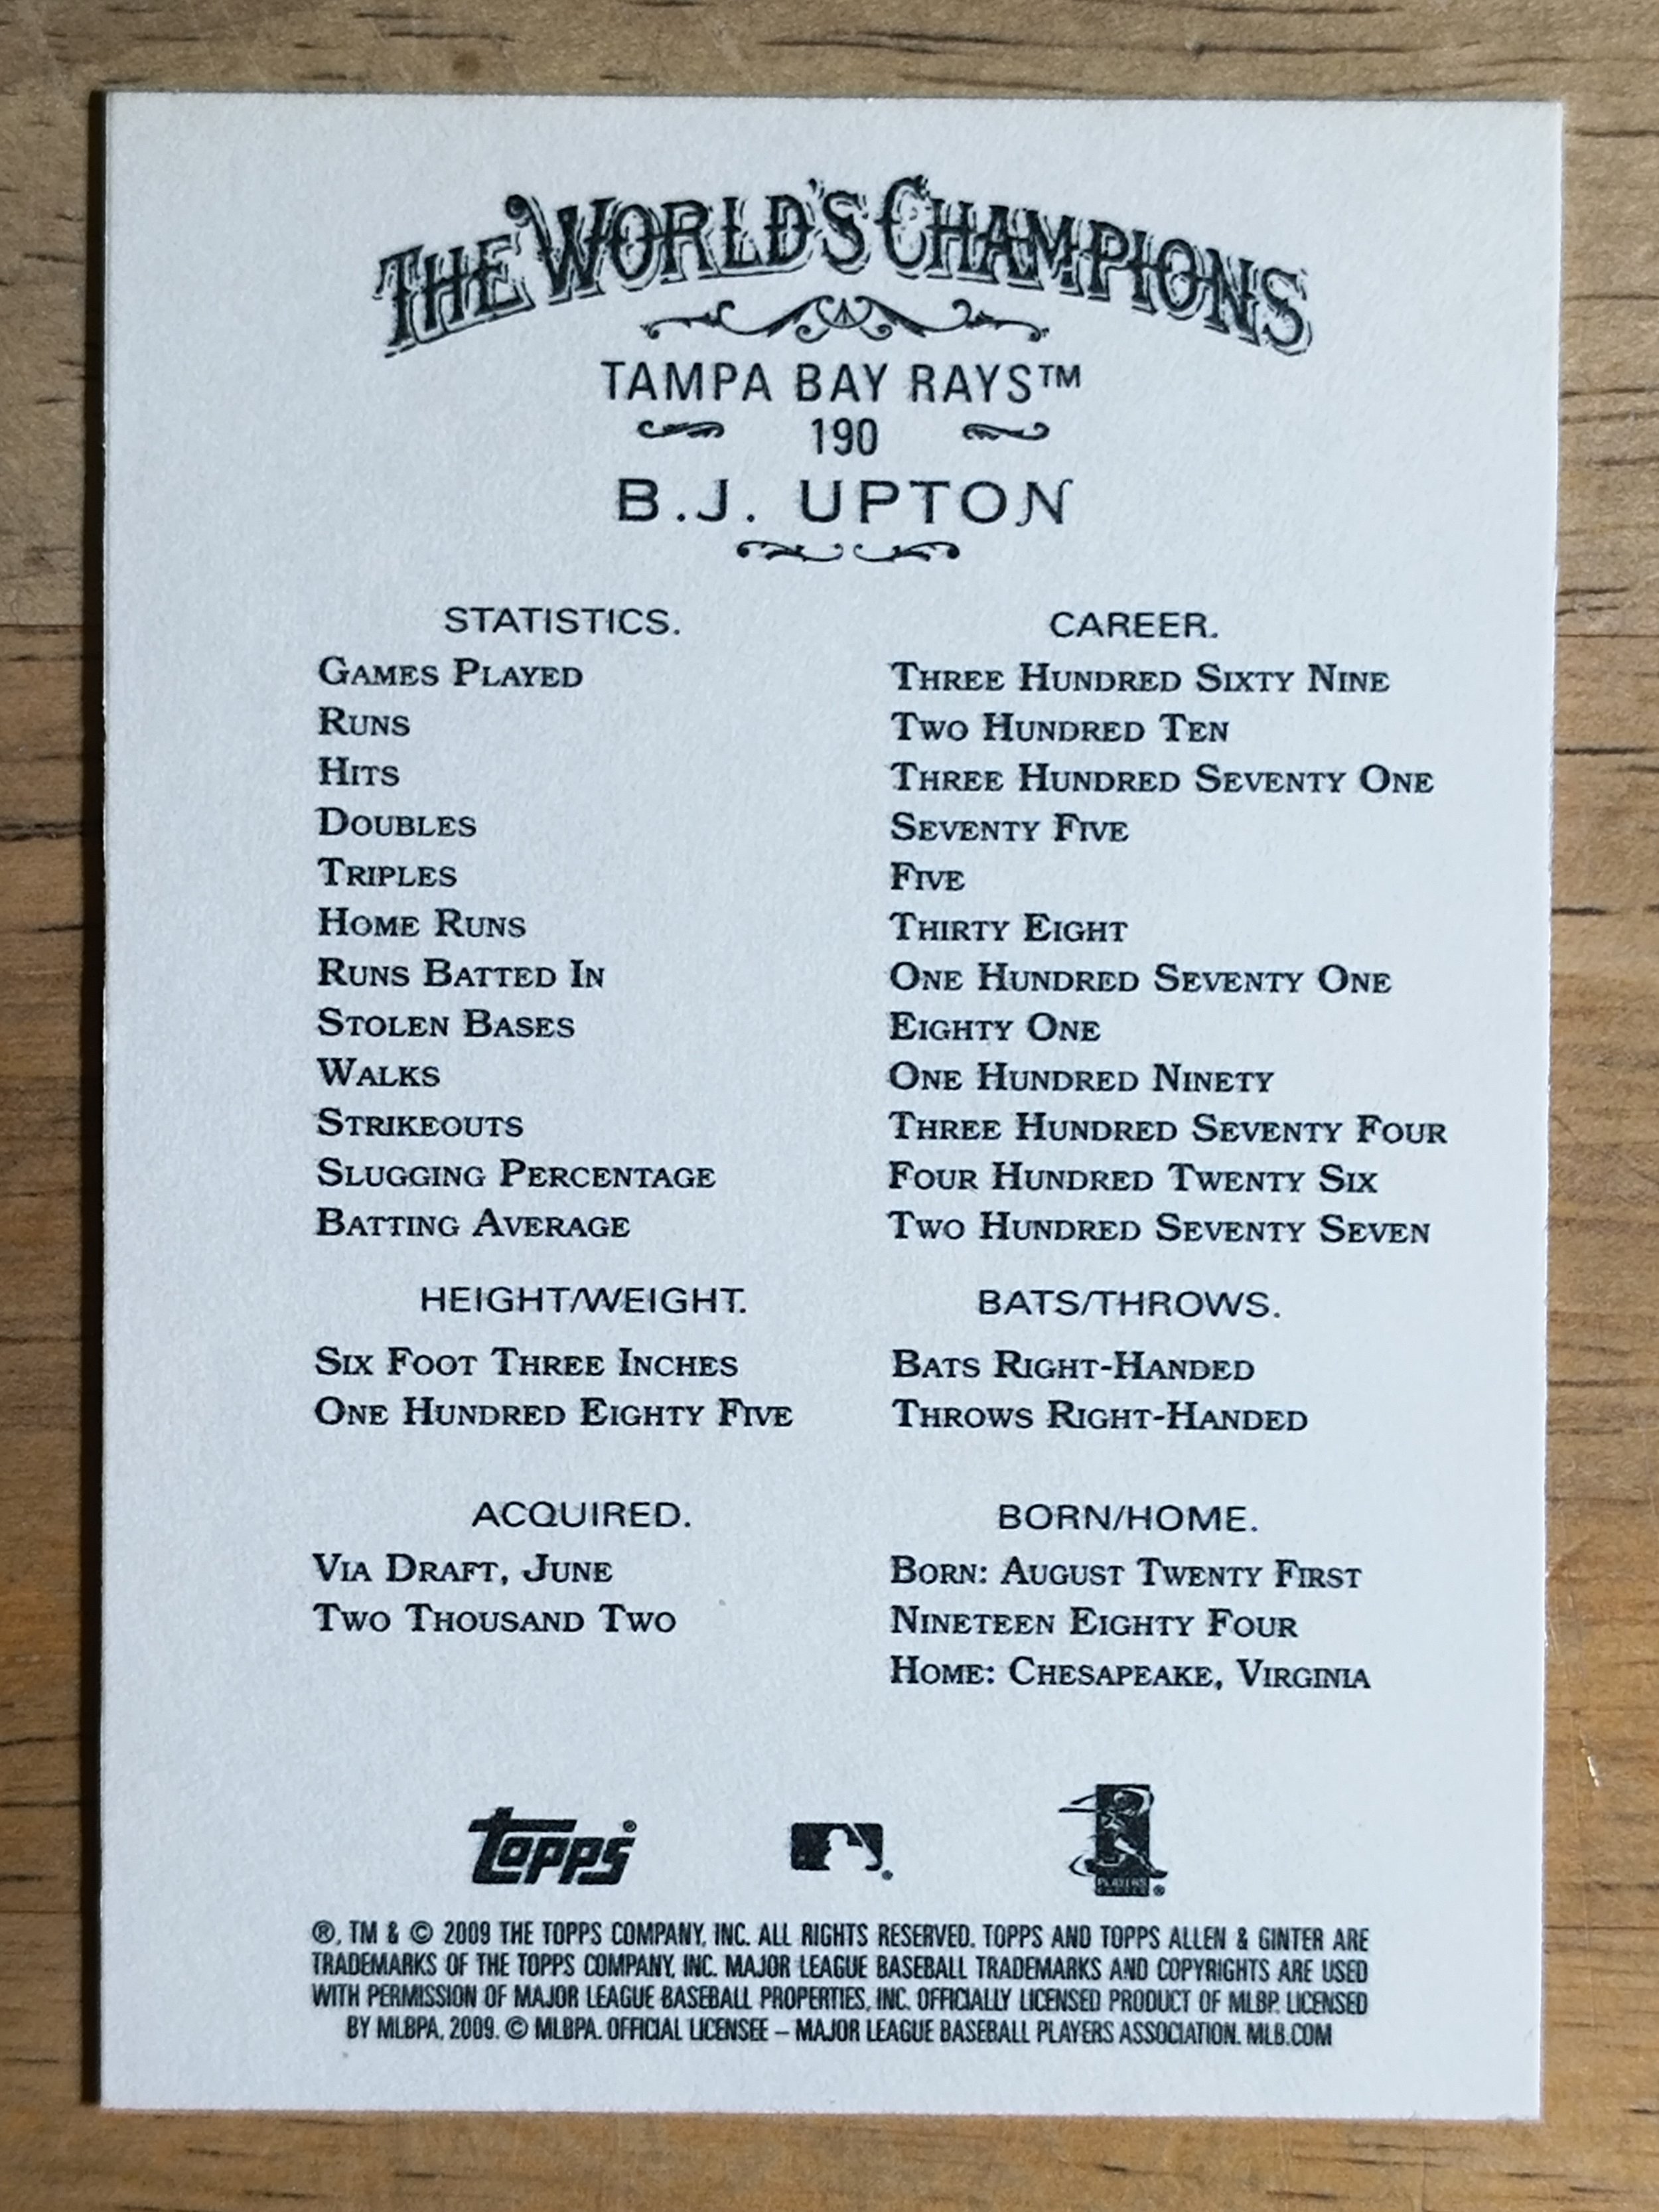 THE WORLD'S CHAMPIONS
TAMPA BAY RAYS™
190
B.J. UPTON
STATISTICS. CAREER.
GAMES PLAYED THREE HUNDRED SIXTY NINE
RUNS TWO HUNDRED TEN
HITS THREE HUNDRED SEVENTY ONE
DOUBLES SEVENTY FIVE
TRIPLES FIVE
HOME RUNS THIRTY EIGHT
RUNS BATTED IN ONE HUNDRED SEVENTY ONE
STOLEN BASES EIGHTY ONE
WALKS ONE HUNDRED NINETY
STRIKEOUTS THREE HUNDRED SEVENTY FOUR
SLUGGING PERCENTAGE FOUR HUNDRED TWENTY SIX
BATTING AVERAGE TWO HUNDRED SEVENTY SEVEN
HEIGHT/WEIGHT. BATS/THROWS.
SIX FOOT THREE INCHES BATS RIGHT-HANDED
ONE HUNDRED EIGHTY FIVE THROWS RIGHT-HANDED
ACQUIRED. BORN/HOME.
VIA DRAFT, JUNE BORN: AUGUST TWENTY FIRST
TWO THOUSAND TWO NINETEEN EIGHTY FOUR
HOME: CHESAPEAKE, VIRGINIA
Topps® ® PLAYERS CHOICE ®
®, TM & © 2009 THE TOPPS COMPANY, INC. ALL RIGHTS RESERVED. TOPPS AND TOPPS ALLEN & GINTER ARE
TRADEMARKS OF THE TOPPS COMPANY, INC. MAJOR LEAGUE BASEBALL TRADEMARKS AND COPYRIGHTS ARE USED
WITH PERMISSION OF MAJOR LEAGUE BASEBALL PROPERTIES, INC. OFFICIALLY LICENSED PRODUCT OF MLBP. LICENSED
BY MLBPA, 2009. © MLBPA. OFFICIAL LICENSEE – MAJOR LEAGUE BASEBALL PLAYERS ASSOCIATION. MLB.COM